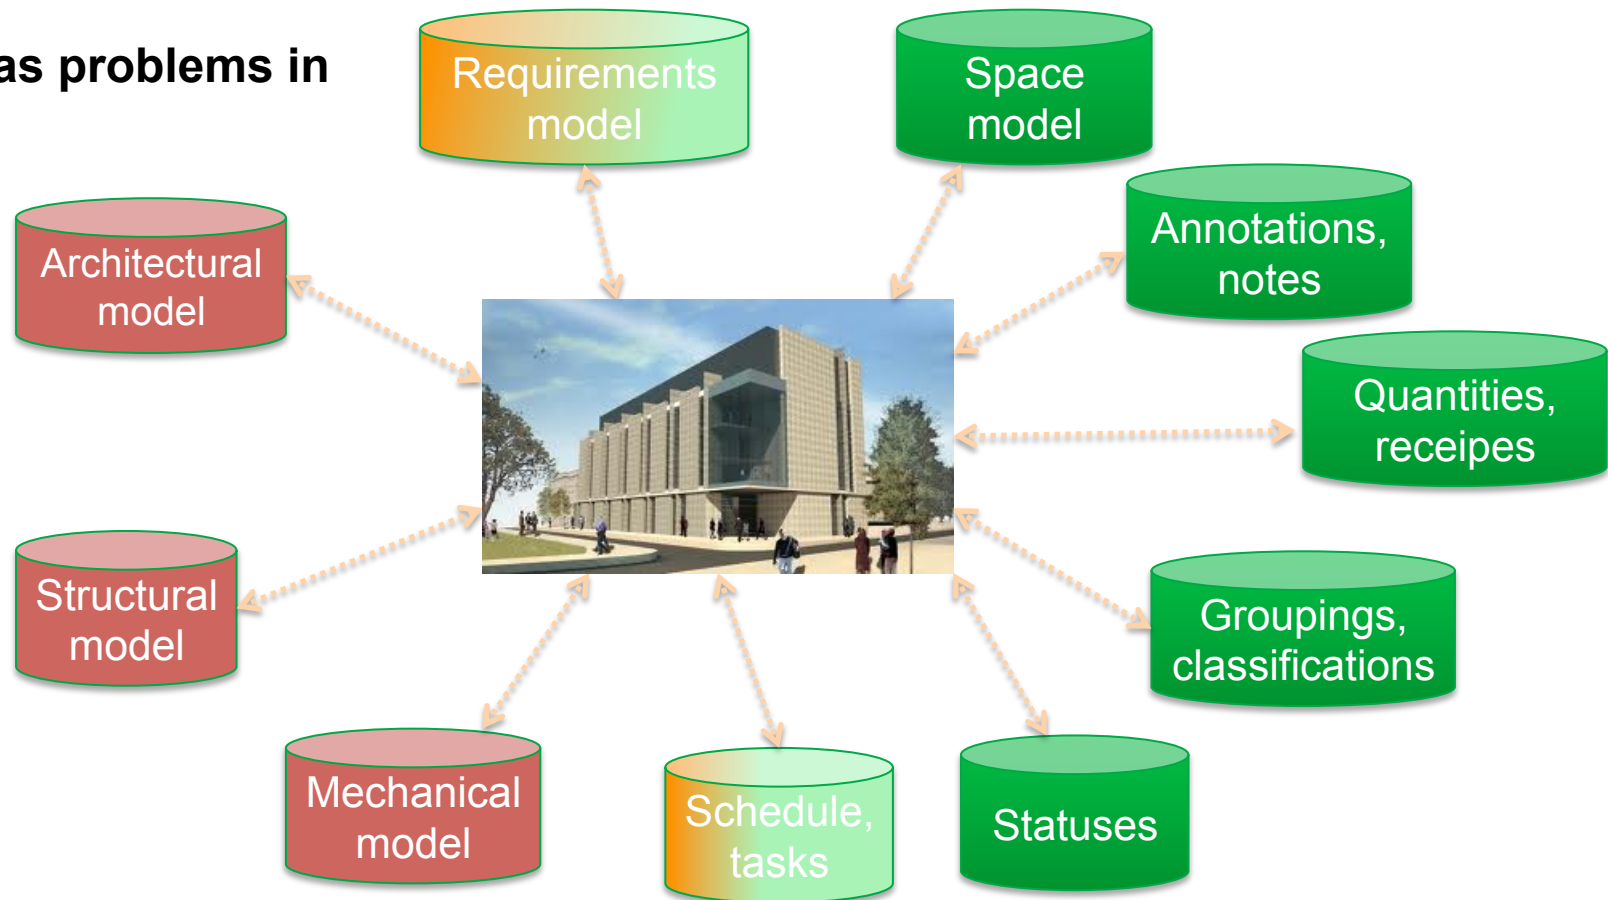 as problems in
Requirements
model
Space
model
Architectural
model
Annotations,
notes
Quantities,
receipes
Structural
model
Groupings,
classifications
Mechanical
model
Schedule,
tasks
Statuses